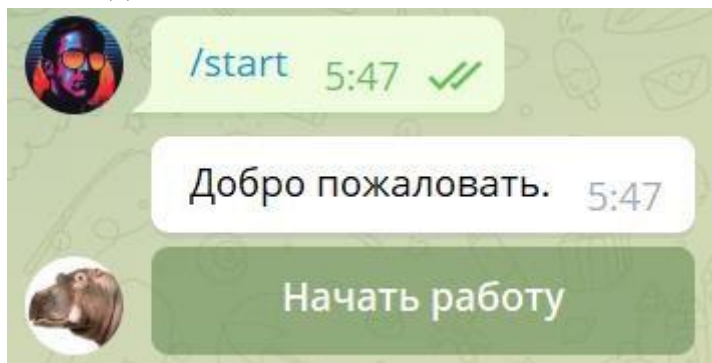 /start 5:47
Добро пожаловать. 5:47
Начать работу